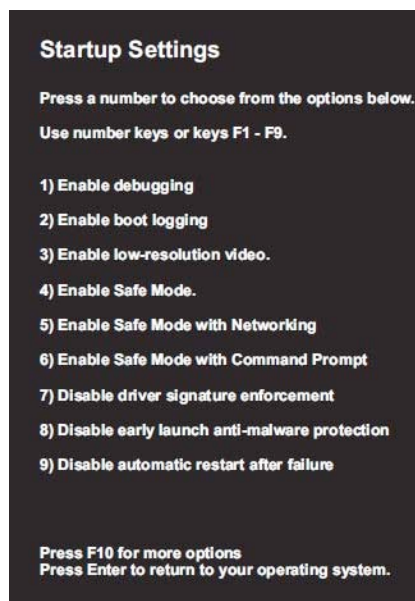 Startup Settings
Press a number to choose from the options below.
Use number keys or keys F1 - F9.
1) Enable debugging
2) Enable boot logging
3) Enable low-resolution video.
4) Enable Safe Mode.
5) Enable Safe Mode with Networking
6) Enable Safe Mode with Command Prompt
7) Disable driver signature enforcement
8) Disable early launch anti-malware protection
9) Disable automatic restart after failure
Press F10 for more options
Press Enter to return to your operating system.